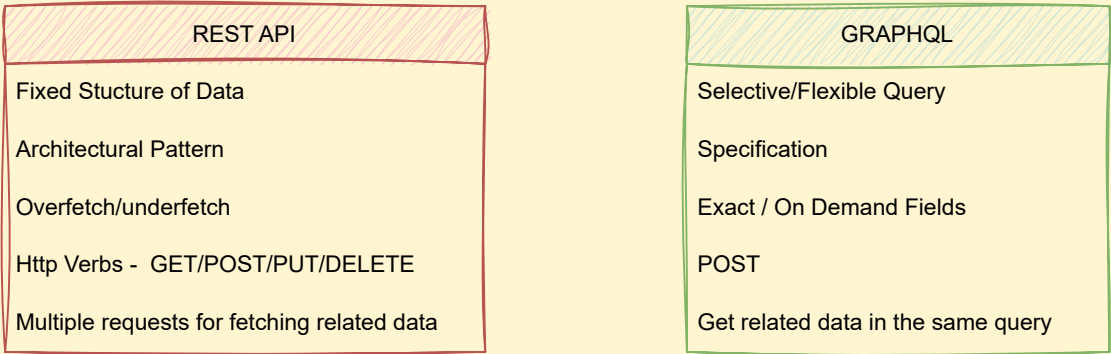 REST API
Fixed Stucture of Data
Architectural Pattern
Overfetch/underfetch
Http Verbs - GET/POST/PUT/DELETE
Multiple requests for fetching related data
GRAPHQL
Selective/Flexible Query
Specification
Exact / On Demand Fields
POST
Get related data in the same query